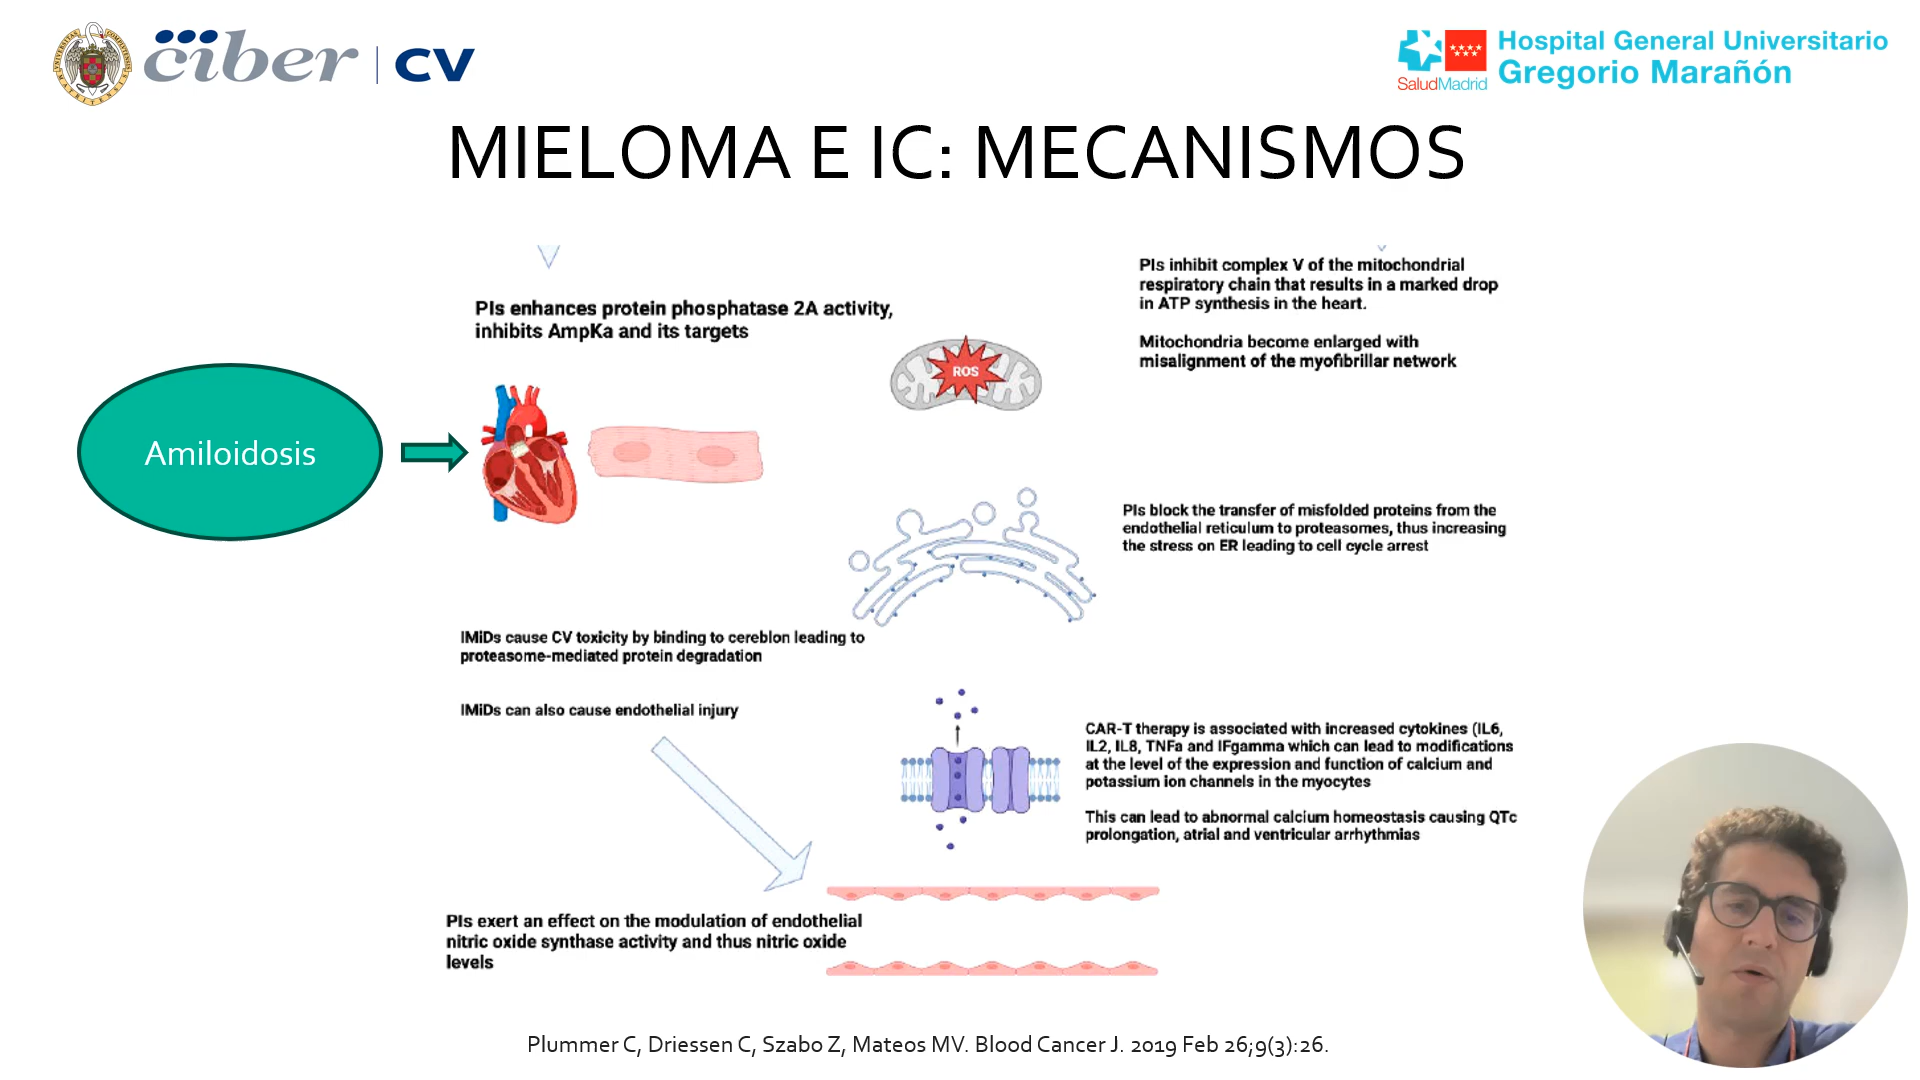 ciber | cv
Hospital General Universitario
Gregorio Marañón
SaludMadrid
MIELOMA E IC: MECANISMOS
PIs enhances protein phosphatase 2A activity,
inhibits AmpKa and its targets
PIs inhibit complex V of the mitochondrial
respiratory chain that results in a marked drop
in ATP synthesis in the heart.
Mitochondria become enlarged with
misalignment of the myofibrillar network
ROS
Amiloidosis
PIs block the transfer of misfolded proteins from the
endothelial reticulum to proteasomes, thus increasing
the stress on ER leading to cell cycle arrest
IMiDs cause CV toxicity by binding to cereblon leading to
proteasome-mediated protein degradation
IMiDs can also cause endothelial injury
CAR-T therapy is associated with increased cytokines (IL6,
IL2, IL8, TNFa and IFgamma which can lead to modifications
at the level of the expression and function of calcium and
potassium ion channels in the myocytes
This can lead to abnormal calcium homeostasis causing QTc
prolongation, atrial and ventricular arrhythmias
PIs exert an effect on the modulation of endothelial
nitric oxide synthase activity and thus nitric oxide
levels
Plummer C, Driessen C, Szabo Z, Mateos MV. Blood Cancer J. 2019 Feb 26;9(3):26.